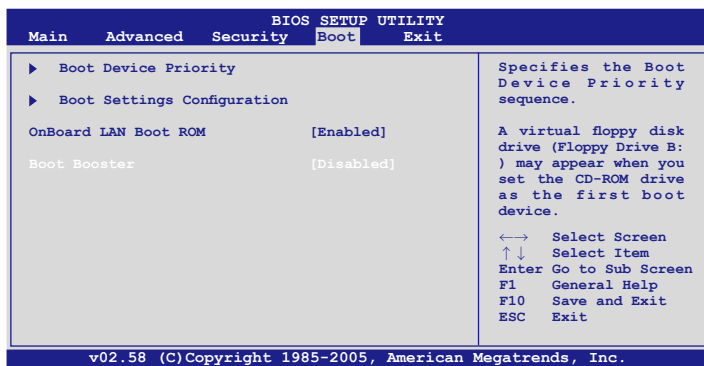 BIOS SETUP UTILITY
Main Advanced Security Boot Exit
▶ Boot Device Priority
▶ Boot Settings Configuration
OnBoard LAN Boot ROM [Enabled]
Boot Booster [Disabled]
Specifies the Boot
Device Priority
sequence.
A virtual floppy disk
drive (Floppy Drive B:
) may appear when you
set the CD-ROM drive
as the first boot
device.
←→ Select Screen
↑↓ Select Item
Enter Go to Sub Screen
F1 General Help
F10 Save and Exit
ESC Exit
v02.58 (C)Copyright 1985-2005, American Megatrends, Inc.